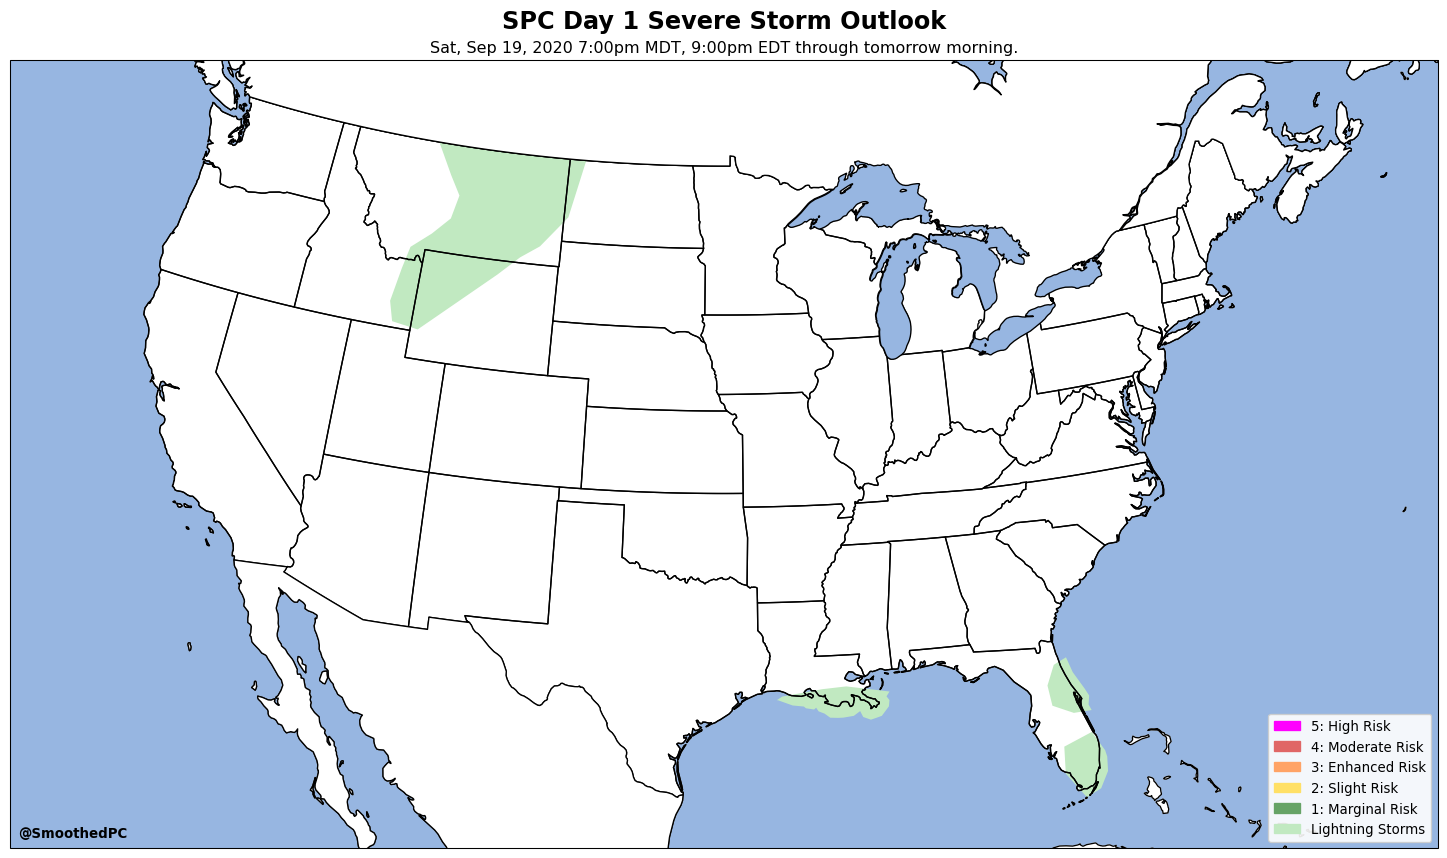 SPC Day 1 Severe Storm Outlook
Sat, Sep 19, 2020 7:00pm MDT, 9:00pm EDT through tomorrow morning.
5: High Risk
4: Moderate Risk
3: Enhanced Risk
2: Slight Risk
1: Marginal Risk
Lightning Storms
@SmoothedPC